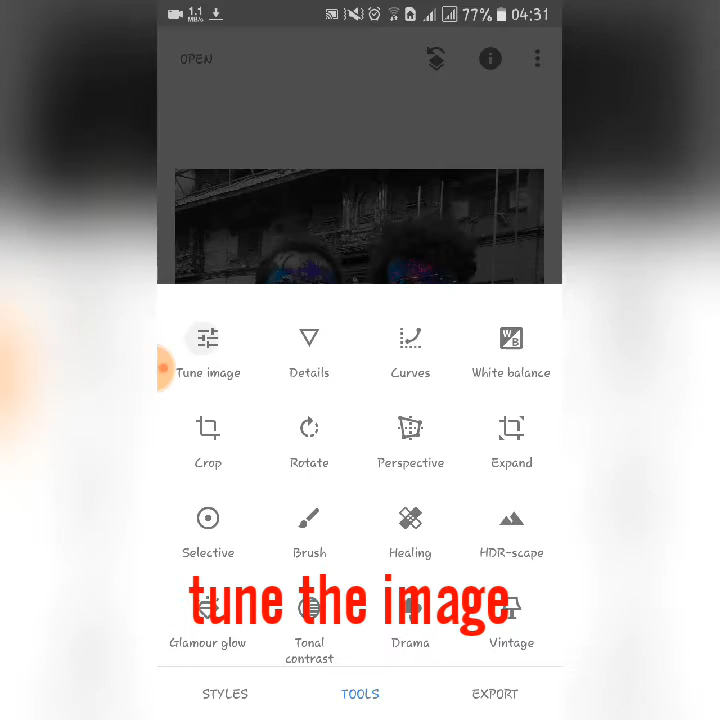 1.1 MB/s 77% 04:31
OPEN
Tune image Details Curves White balance
Crop Rotate Perspective Expand
Selective Brush Healing HDR-scape
tune the image
Glamour glow Tonal contrast Drama Vintage
STYLES TOOLS EXPORT